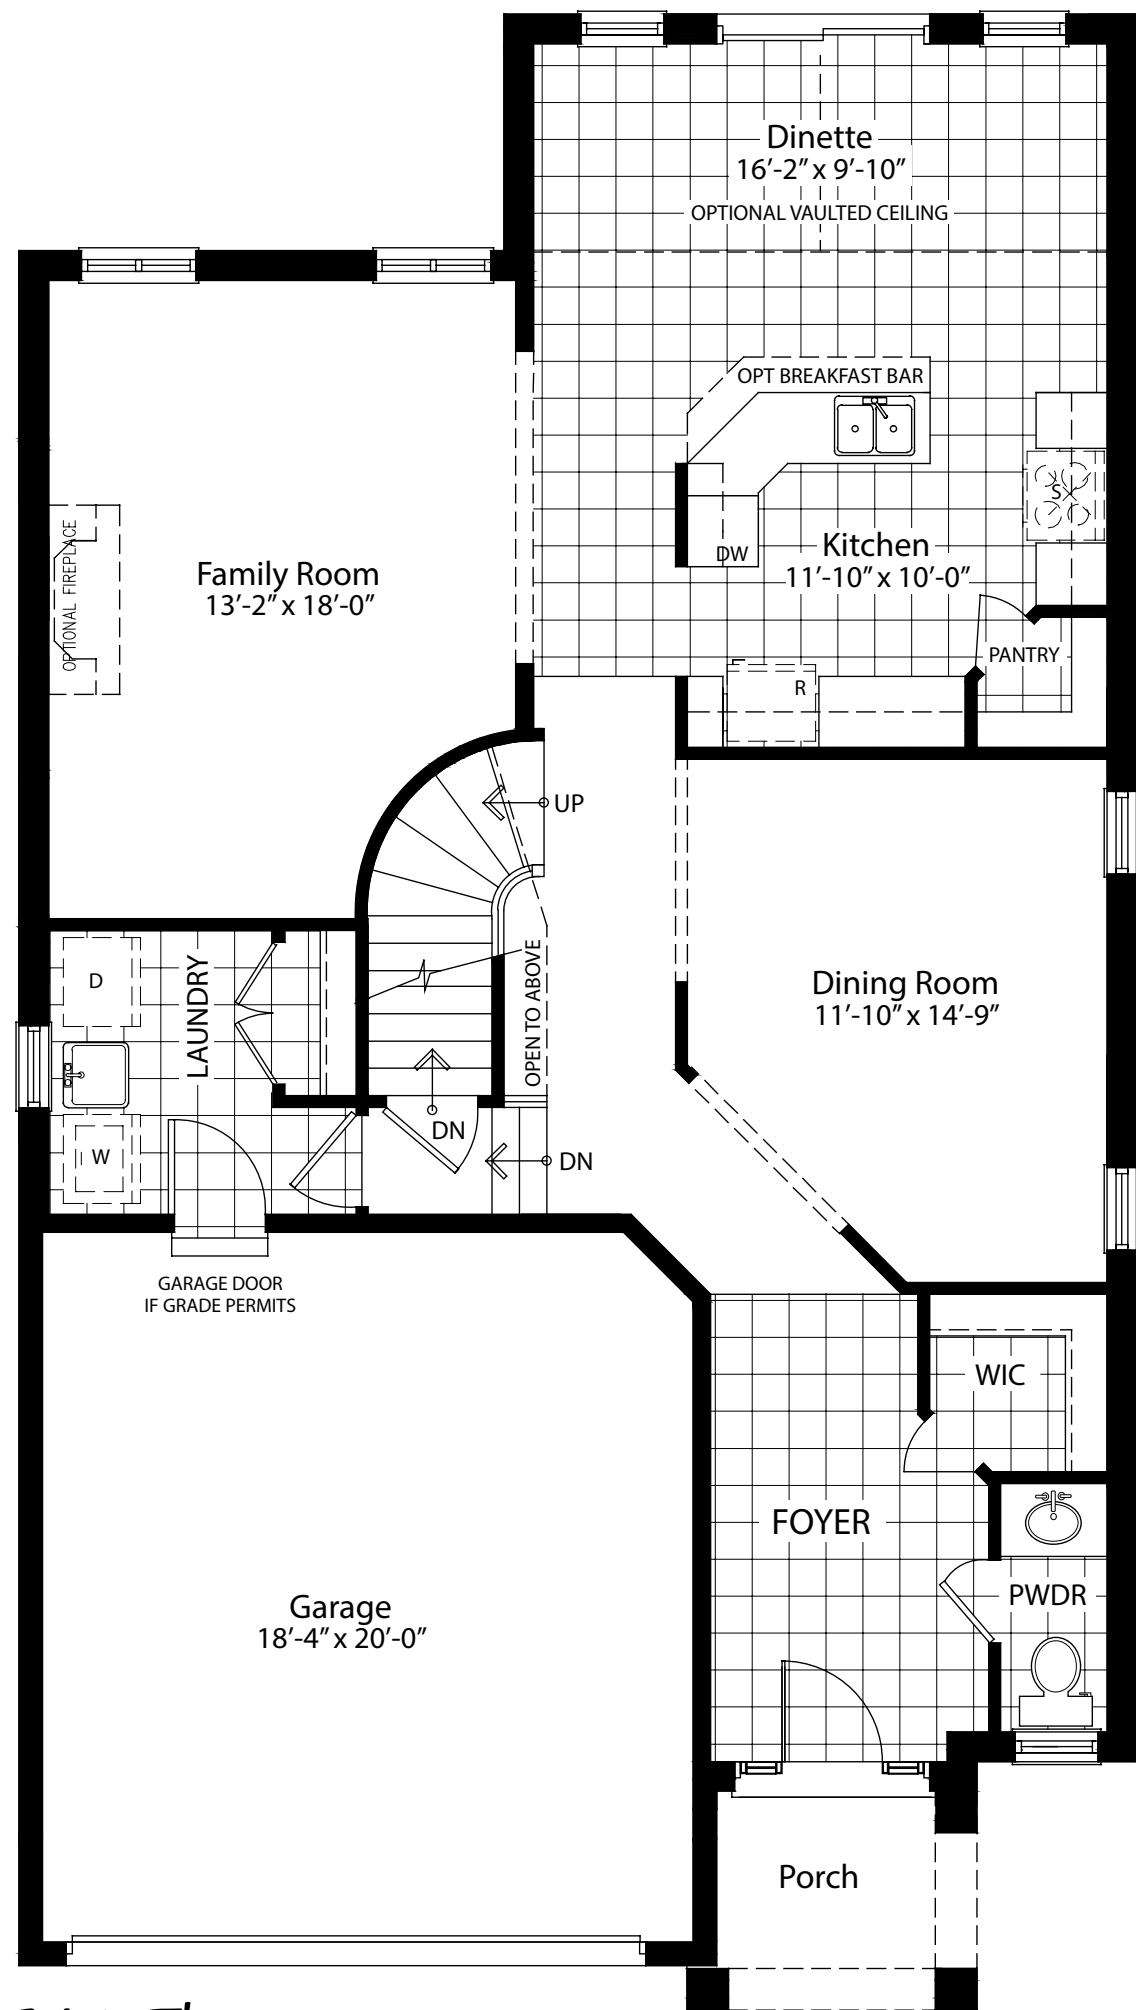 Dinette
16'-2" x 9'-10"
OPTIONAL VAULTED CEILING
OPT BREAKFAST BAR
S
DW
Kitchen
11'-10" x 10'-0"
Family Room
13'-2" x 18'-0"
OPTIONAL FIREPLACE
PANTRY
R
UP
OPEN TO ABOVE
Dining Room
11'-10" x 14'-9"
D
LAUNDRY
W
DN
DN
GARAGE DOOR
IF GRADE PERMITS
WIC
FOYER
PWDR
Garage
18'-4" x 20'-0"
Porch